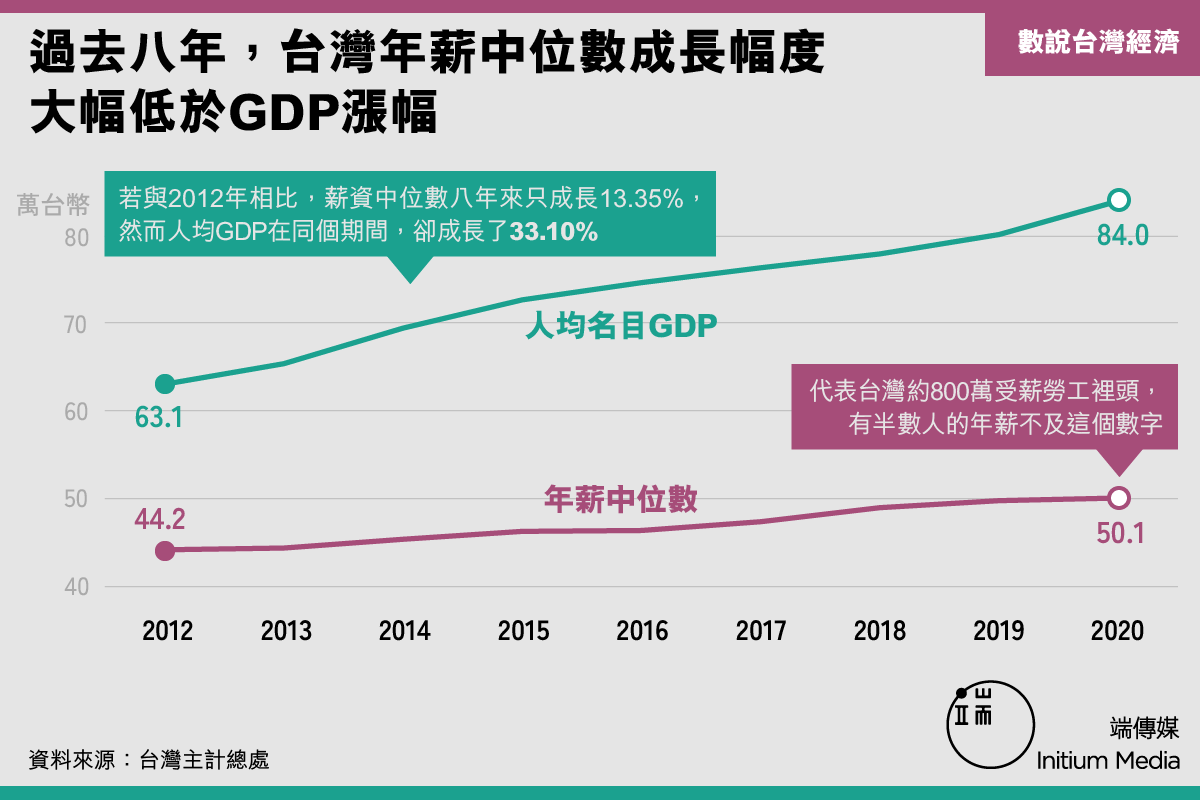 過去八年，台灣年薪中位數成長幅度
大幅低於GDP漲幅
數說台灣經濟
萬台幣
若與2012年相比，薪資中位數八年來只成長13.35%，
然而人均GDP在同個期間，卻成長了33.10%
80
70
60
50
40
84.0
人均名目GDP
63.1
代表台灣約800萬受薪勞工裡頭，
有半數人的年薪不及這個數字
年薪中位數
44.2
50.1
2012 2013 2014 2015 2016 2017 2018 2019 2020
端
端傳媒
Initium Media
資料來源：台灣主計總處